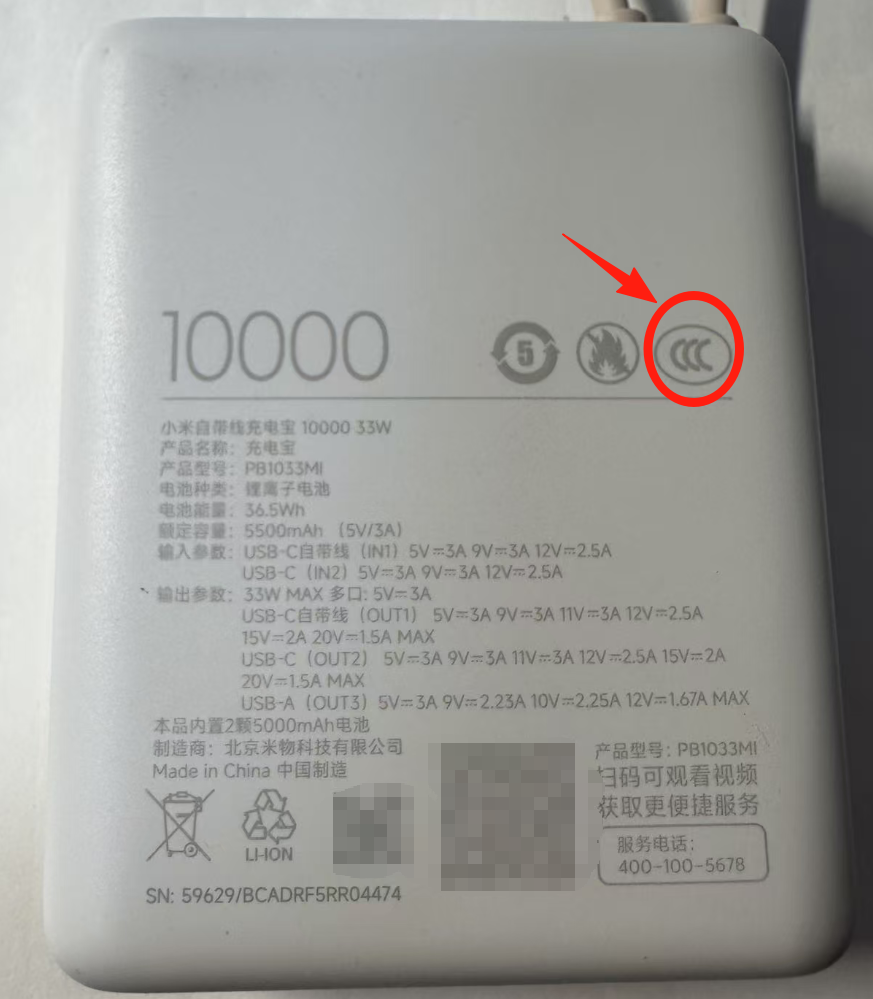 10000
5
CCC
小米自带线充电宝 10000 33W
产品名称：充电宝
产品型号：PB1033MI
电池种类：锂离子电池
电池能量：36.5Wh
额定容量：5500mAh （5V/3A）
输入参数：USB-C自带线（IN1）5V⎓3A 9V⎓3A 12V⎓2.5A
USB-C（IN2）5V⎓3A 9V⎓3A 12V⎓2.5A
输出参数：33W MAX 多口: 5V⎓3A
USB-C自带线（OUT1） 5V⎓3A 9V⎓3A 11V⎓3A 12V⎓2.5A
15V⎓2A 20V⎓1.5A MAX
USB-C（OUT2） 5V⎓3A 9V⎓3A 11V⎓3A 12V⎓2.5A 15V⎓2A
20V⎓1.5A MAX
USB-A（OUT3）5V⎓3A 9V⎓2.23A 10V⎓2.25A 12V⎓1.67A MAX
本品内置2颗5000mAh电池
制造商：北京米物科技有限公司
Made in China 中国制造
LI-ION
产品型号：PB1033MI
扫码可观看视频
获取更便捷服务
服务电话：
400-100-5678
SN: 59629/BCADRF5RR04474